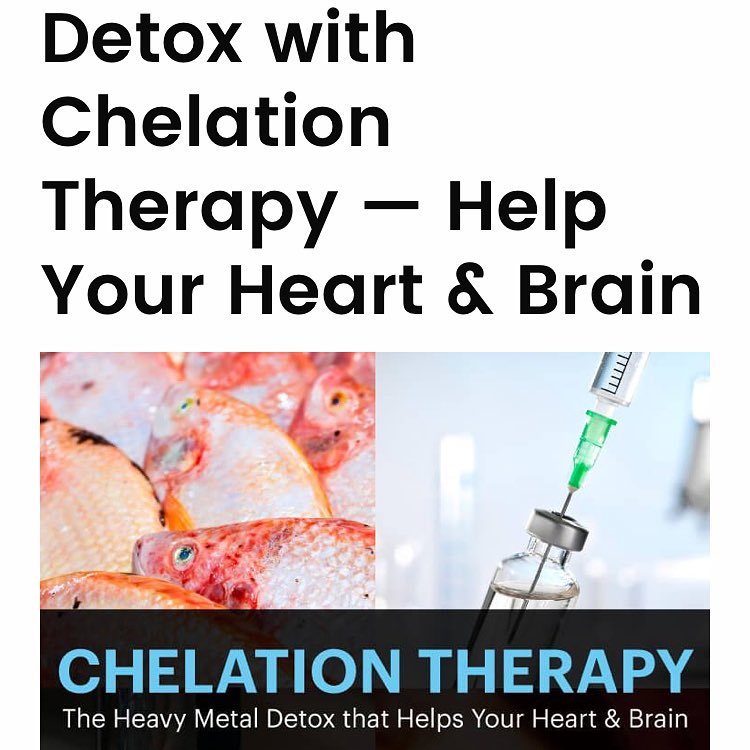 Detox with
Chelation
Therapy — Help
Your Heart & Brain
CHELATION THERAPY
The Heavy Metal Detox that Helps Your Heart & Brain